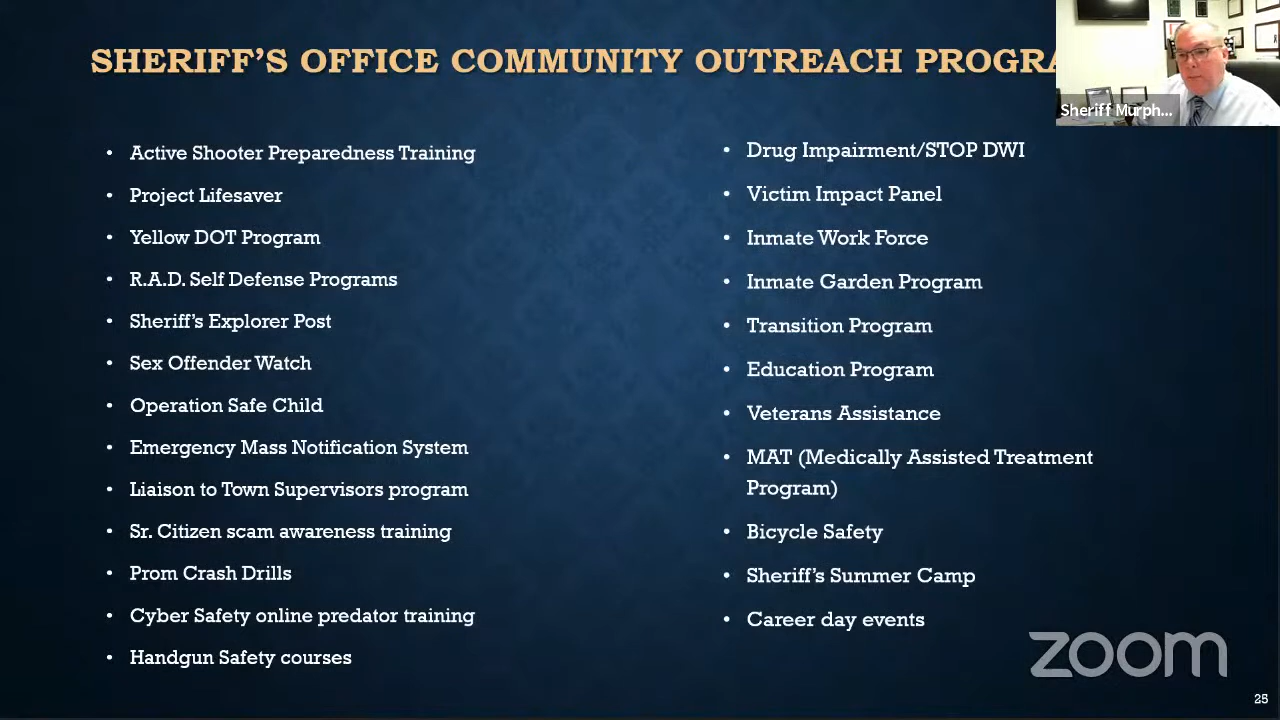 SHERIFF'S OFFICE COMMUNITY OUTREACH
Sheriff Murph...
• Active Shooter Preparedness Training
• Project Lifesaver
• Yellow DOT Program
• R.A.D. Self Defense Programs
• Sheriff's Explorer Post
• Sex Offender Watch
• Operation Safe Child
• Emergency Mass Notification System
• Liaison to Town Supervisors program
• Sr. Citizen scam awareness training
• Prom Crash Drills
• Cyber Safety online predator training
• Handgun Safety courses
• Drug Impairment/STOP DWI
• Victim Impact Panel
• Inmate Work Force
• Inmate Garden Program
• Transition Program
• Education Program
• Veterans Assistance
• MAT (Medically Assisted Treatment
Program)
• Bicycle Safety
• Sheriff's Summer Camp
• Career day events
zoom
25